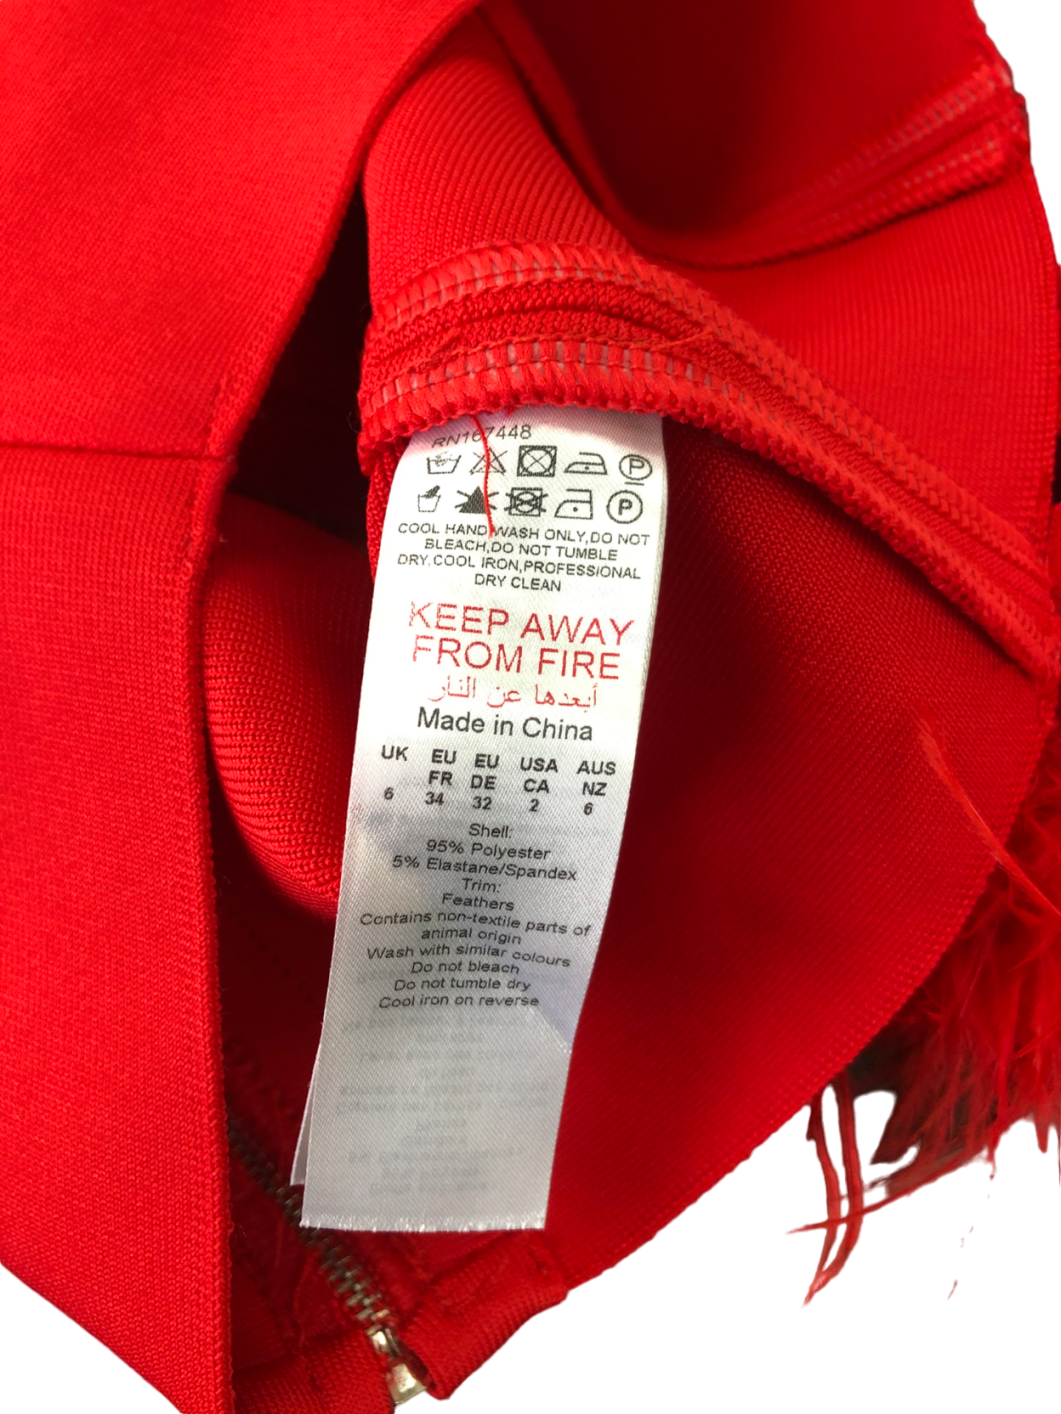 RN167448
P
P
COOL HAND WASH ONLY,DO NOT
BLEACH,DO NOT TUMBLE
DRY.COOL IRON,PROFESSIONAL
DRY CLEAN
KEEP AWAY
FROM FIRE
أبعدها عن النار
Made in China
UK EU EU USA AUS
FR DE CA NZ
6 34 32 2 6
Shell:
95% Polyester
5% Elastane/Spandex
Trim:
Feathers
Contains non-textile parts of
animal origin
Wash with similar colours
Do not bleach
Do not tumble dry
Cool iron on reverse